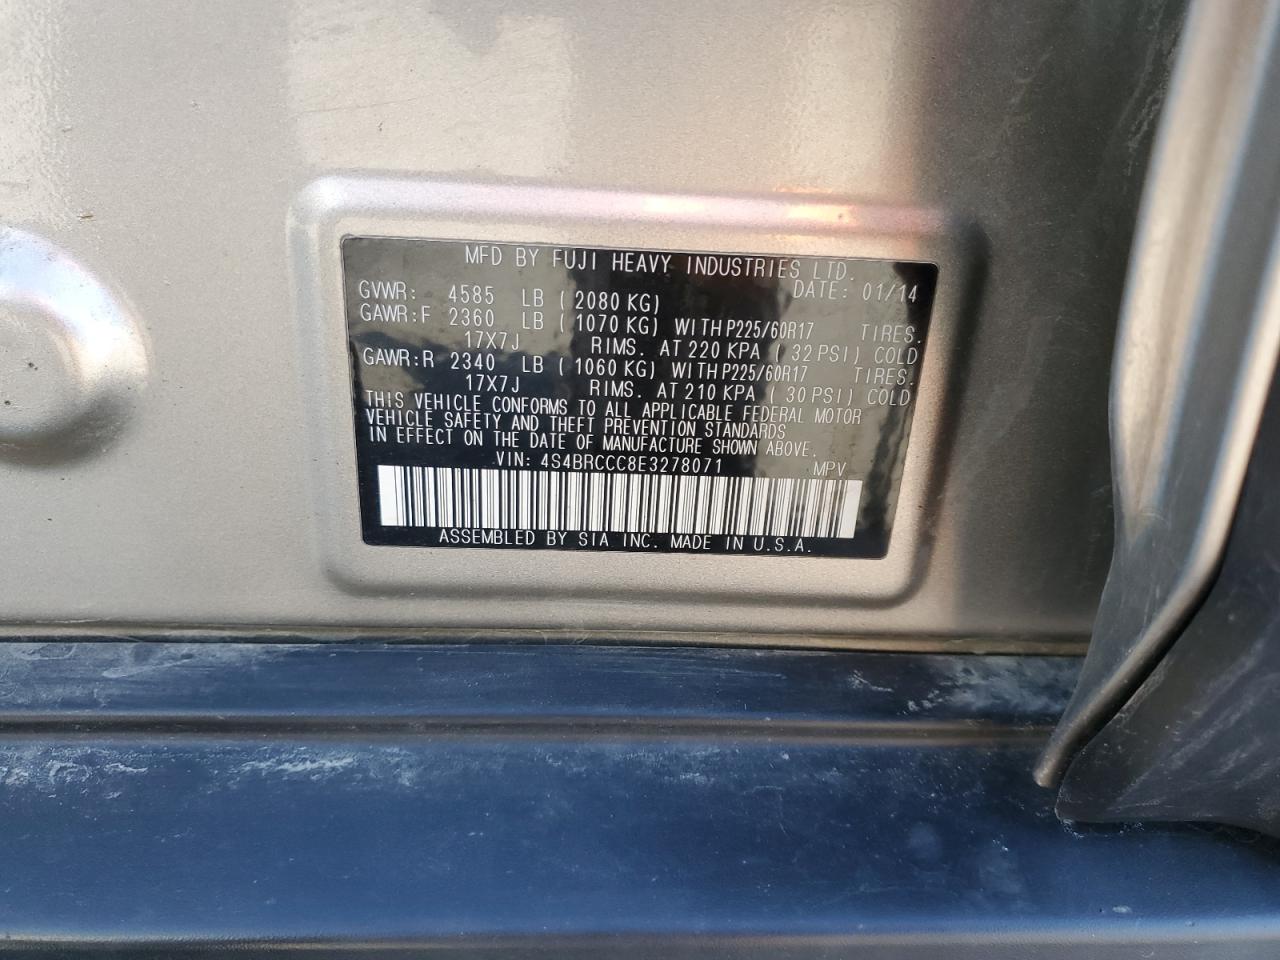 MFD BY FUJI HEAVY INDUSTRIES LTD.
DATE: 01/14
GVWR: 4585 LB ( 2080 KG)
GAWR:F 2360 LB ( 1070 KG) WITH P225/60R17 TIRES.
17X7J RIMS. AT 220 KPA ( 32 PSI) COLD
GAWR:R 2340 LB ( 1060 KG) WITH P225/60R17 TIRES.
17X7J RIMS. AT 210 KPA ( 30 PSI) COLD
THIS VEHICLE CONFORMS TO ALL APPLICABLE FEDERAL MOTOR
VEHICLE SAFETY AND THEFT PREVENTION STANDARDS
IN EFFECT ON THE DATE OF MANUFACTURE SHOWN ABOVE.
VIN: 4S4BRCCC8E3278071 MPV
ASSEMBLED BY SIA INC. MADE IN U.S.A.